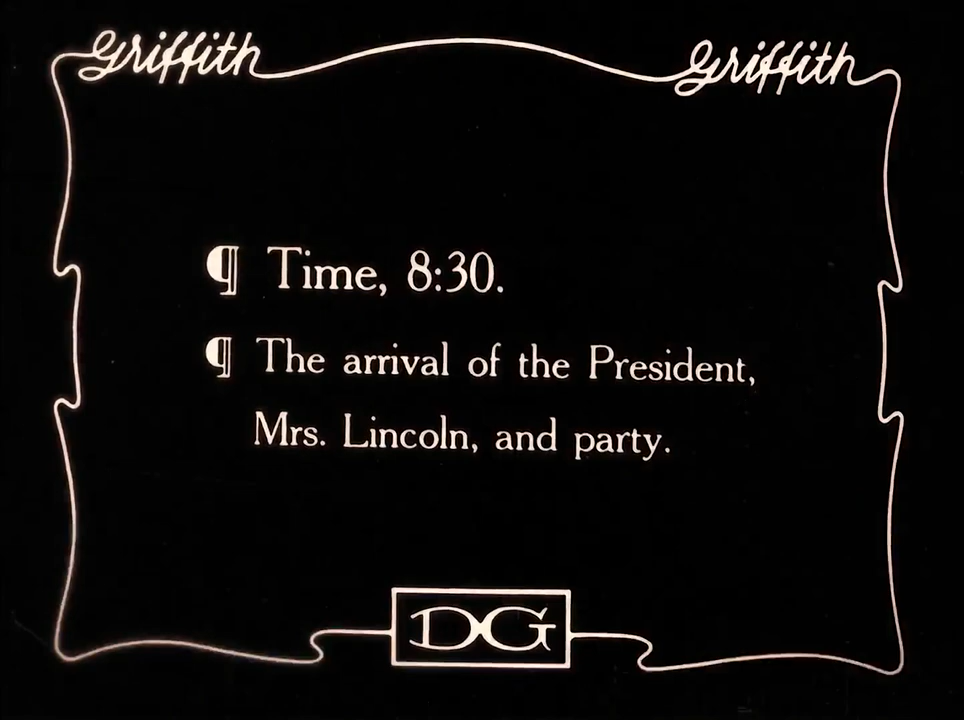 Griffith Griffith
¶ Time, 8:30.
¶ The arrival of the President,
Mrs. Lincoln, and party.
DG